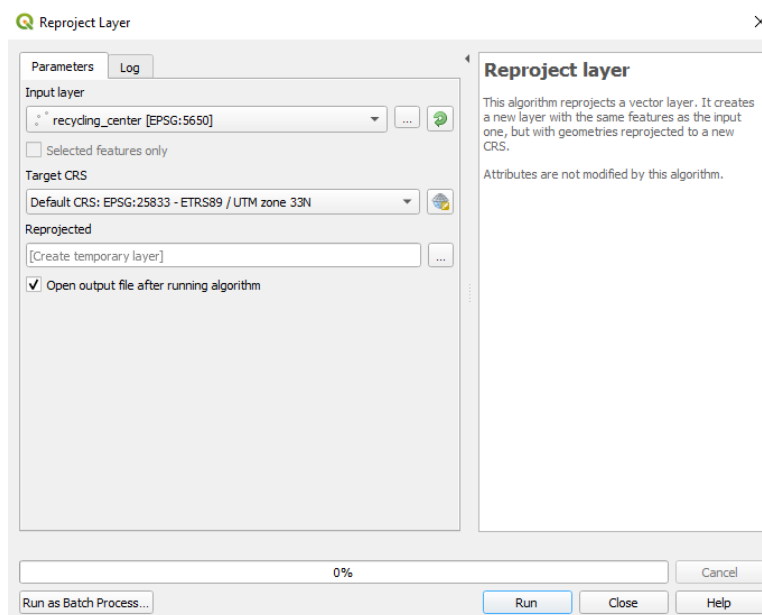 Reproject Layer
Parameters
Log
Input layer
recycling_center [EPSG:5650]
...
Selected features only
Target CRS
Default CRS: EPSG:25833 - ETRS89 / UTM zone 33N
Reprojected
[Create temporary layer]
...
Open output file after running algorithm
Reproject layer
This algorithm reprojects a vector layer. It creates
a new layer with the same features as the input
one, but with geometries reprojected to a new
CRS.
Attributes are not modified by this algorithm.
0%
Cancel
Run as Batch Process...
Run
Close
Help